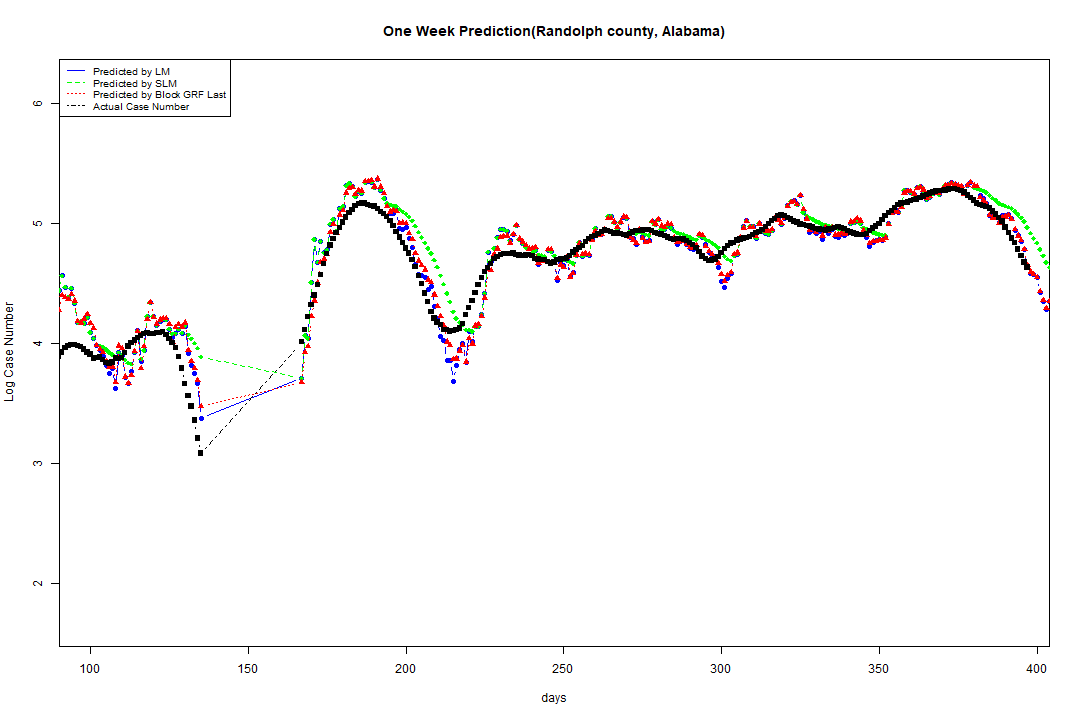 One Week Prediction(Randolph county, Alabama)
Predicted by LM
Predicted by SLM
Predicted by Block GRF Last
Actual Case Number
6
5
4
3
2
Log Case Number
100 150 200 250 300 350 400
days